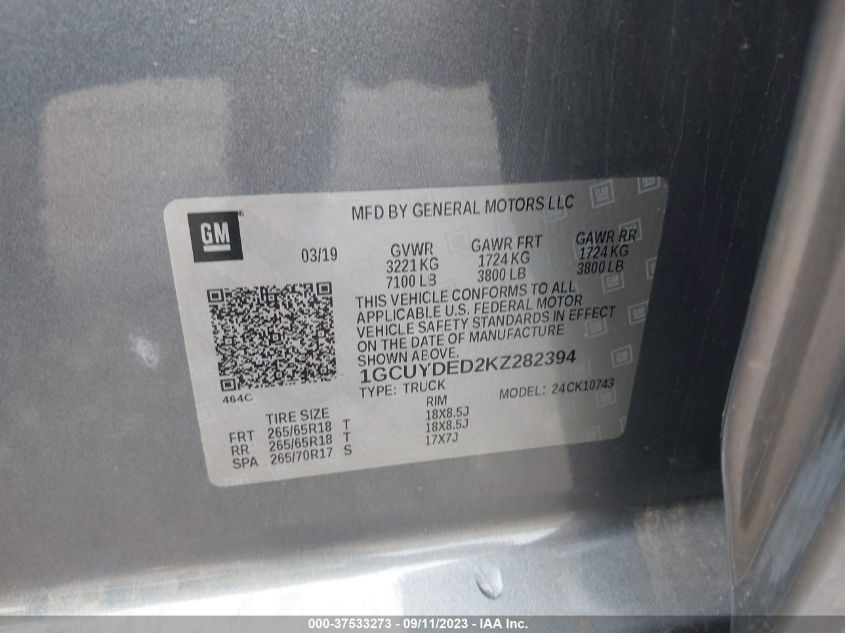 GM
MFD BY GENERAL MOTORS LLC
03/19
GVWR GAWR FRT GAWR RR
3221 KG 1724 KG 1724 KG
7100 LB 3800 LB 3800 LB
THIS VEHICLE CONFORMS TO ALL
APPLICABLE U.S. FEDERAL MOTOR
VEHICLE SAFETY STANDARDS IN EFFECT
ON THE DATE OF MANUFACTURE
SHOWN ABOVE.
1GCUYDED2KZ282394
TYPE: TRUCK MODEL: 24CK10743
464C
TIRE SIZE RIM
FRT 265/65R18 T 18X8.5J
RR 265/65R18 T 18X8.5J
SPA 265/70R17 S 17X7J
000-37533273 - 09/11/2023 - 1EKK-INC.